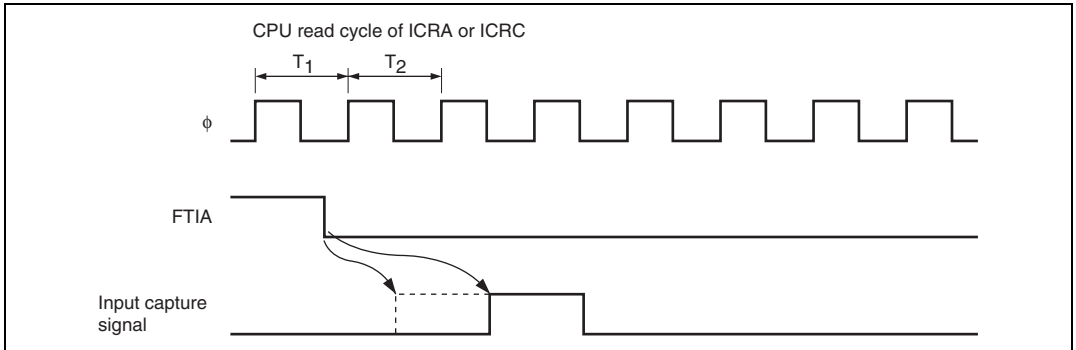 CPU read cycle of ICRA or ICRC
T1 T2
ϕ
FTIA
Input capture
signal